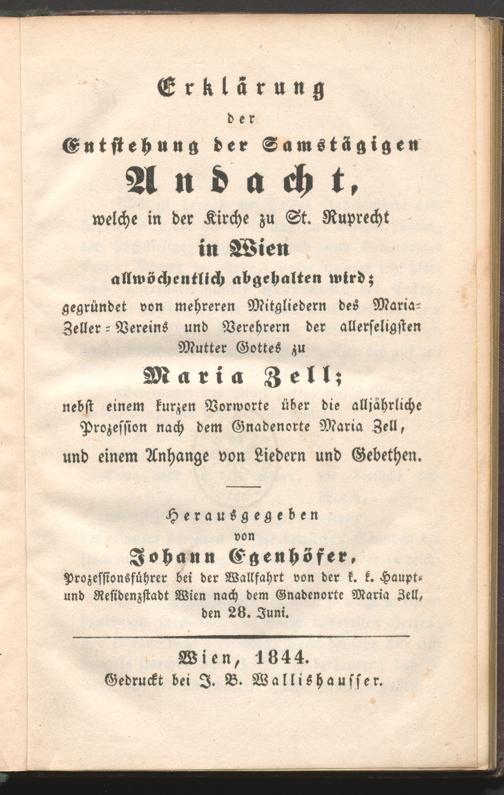 Erklärung
der
Entstehung der Samstägigen
Andacht,
welche in der Kirche zu St. Ruprecht
in Wien
allwöchentlich abgehalten wird;
gegründet von mehreren Mitgliedern des Maria-
Zeller-Vereins und Verehrern der allerseligsten
Mutter Gottes zu
Maria Zell;
nebst einem kurzen Vorworte über die alljährliche
Prozession nach dem Gnadenorte Maria Zell,
und einem Anhange von Liedern und Gebethen.
Herausgegeben
von
Johann Egenhöfer,
Prozessionsführer bei der Wallfahrt von der k. k. Haupt-
und Residenzstadt Wien nach dem Gnadenorte Maria Zell,
den 28. Juni.
Wien, 1844.
Gedruckt bei J. B. Wallishausser.